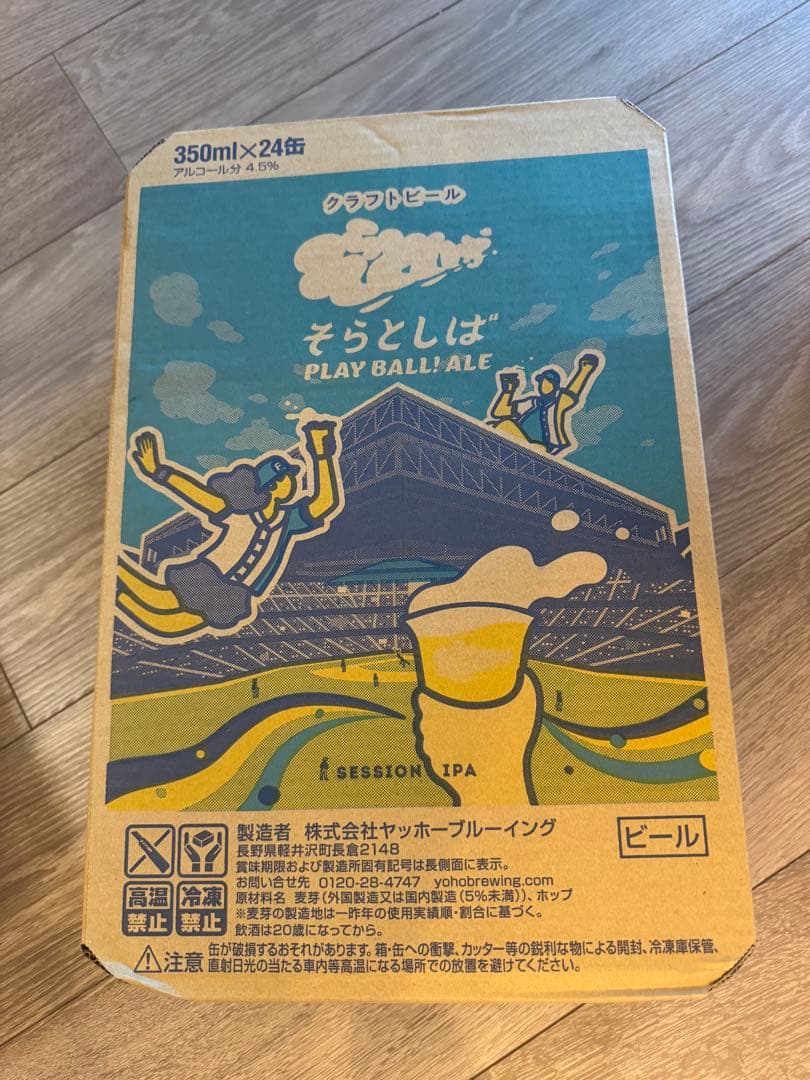 350ml×24缶
アルコール分 4.5%
クラフトビール
そらとしば
PLAY BALL! ALE
SESSION IPA
製造者 株式会社ヤッホーブルーイング
長野県軽井沢町長倉2148
賞味期限および製造所固有記号は長側面に表示。
お問い合せ先 0120-28-4747 yohobrewing.com
原材料名 麦芽（外国製造又は国内製造（5%未満））、ホップ
※麦芽の製造地は一昨年の使用実績順・割合に基づく。
飲酒は20歳になってから。
ビール
高温
禁止
冷凍
禁止
注意 缶が破損するおそれがあります。箱・缶への衝撃、カッター等の鋭利な物による開封、冷凍庫保管、
直射日光の当たる車内等高温になる場所での放置を避けてください。